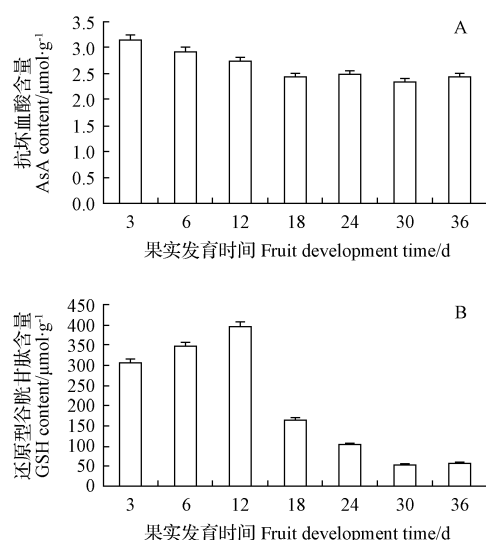 A
抗坏血酸含量
AsA content/μmol·g⁻¹
3.5
3.0
2.5
2.0
1.5
1.0
0.5
0.0
3 6 12 18 24 30 36
果实发育时间 Fruit development time/d
B
还原型谷胱甘肽含量
GSH content/μmol·g⁻¹
450
400
350
300
250
200
150
100
50
0
3 6 12 18 24 30 36
果实发育时间 Fruit development time/d